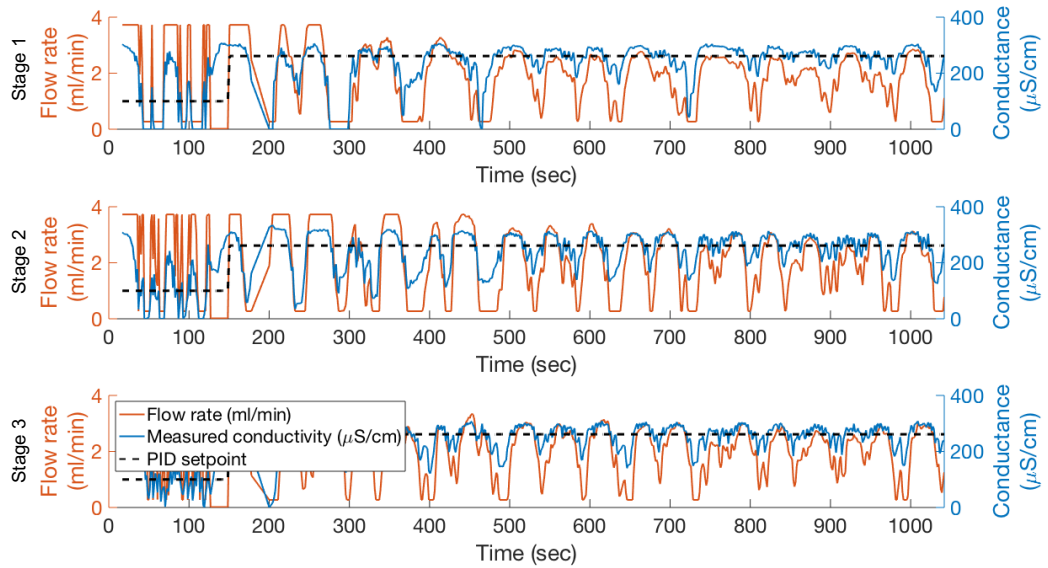 Stage 1
Flow rate
(ml/min)
4
2
0
400
200
0
Conductance
(μS/cm)
0 100 200 300 400 500 600 700 800 900 1000
Time (sec)
Stage 2
Flow rate
(ml/min)
4
2
0
400
200
0
Conductance
(μS/cm)
0 100 200 300 400 500 600 700 800 900 1000
Time (sec)
Stage 3
Flow rate
(ml/min)
4
2
0
Flow rate (ml/min)
Measured conductivity (μS/cm)
PID setpoint
400
200
0
Conductance
(μS/cm)
0 100 200 300 400 500 600 700 800 900 1000
Time (sec)